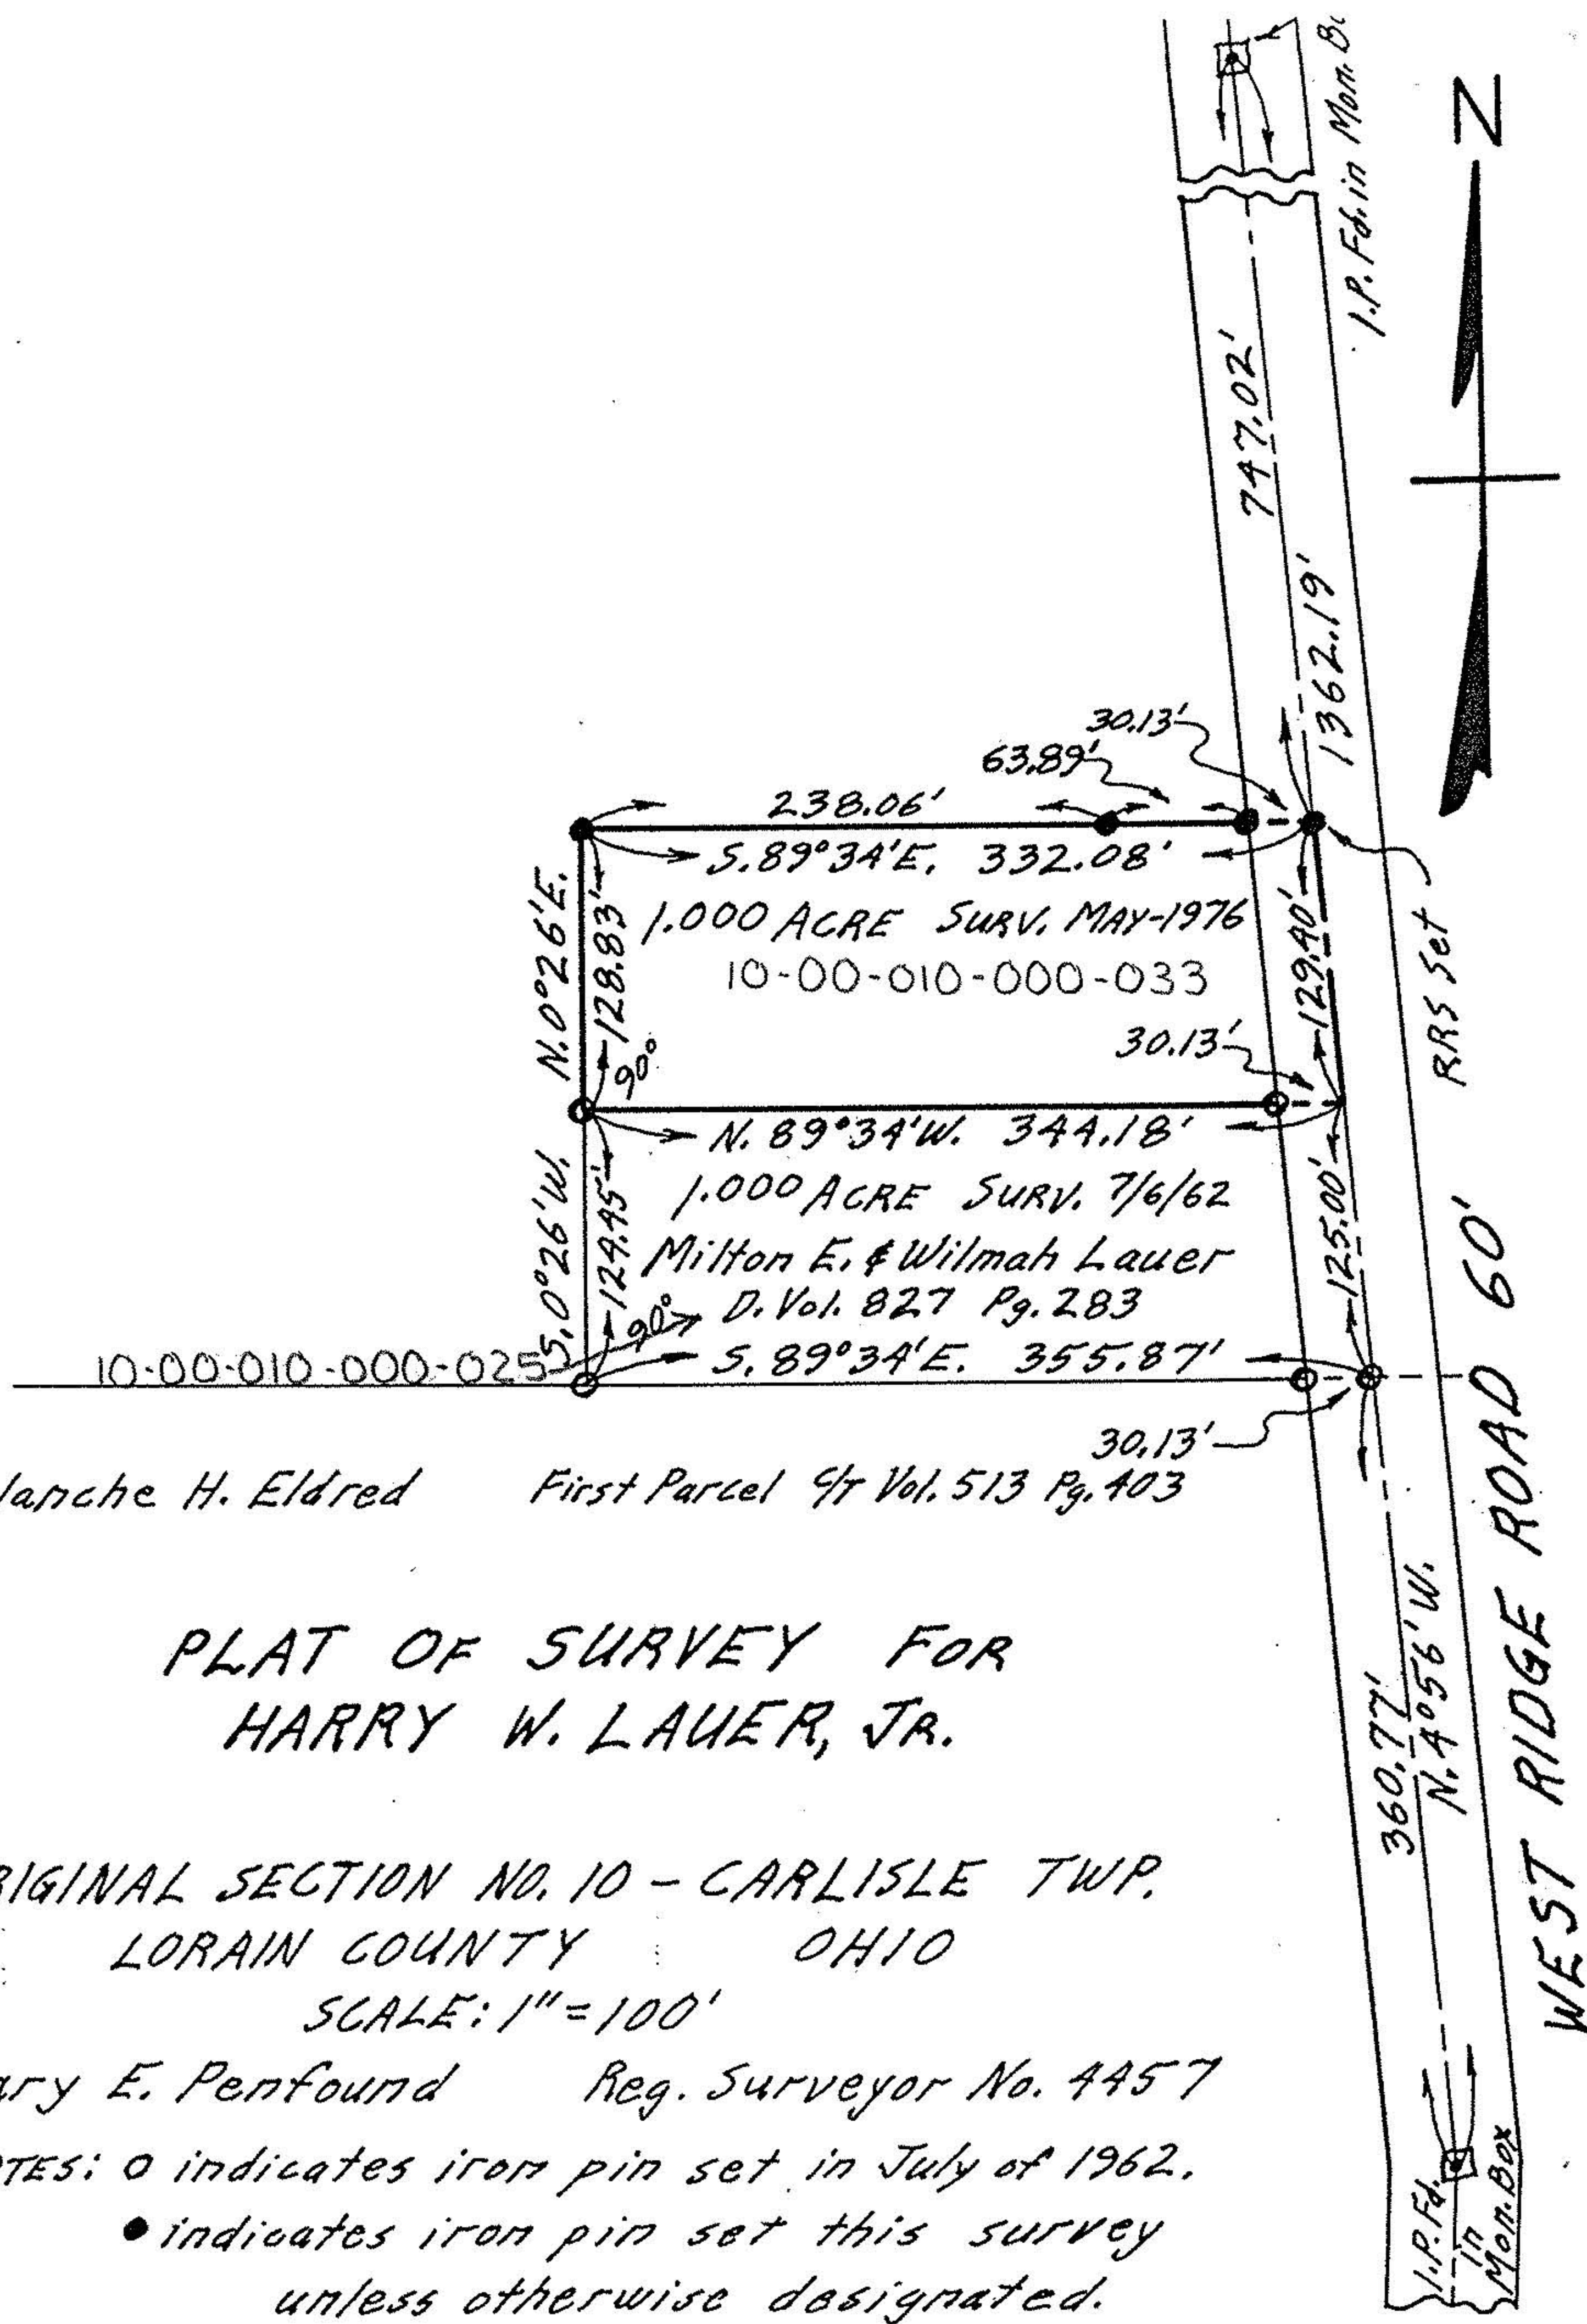 I.P. Fd. in Mon.
N
747.02'
1362.19'
30.13'
63.89'
238.06'
S. 89°34' E. 332.08'
N. 0°26' E.
128.83'
90°
1.000 ACRE SURV. MAY-1976
10-00-010-000-033
129.40'
RRS Set
30.13'
N. 89°34' W. 344.18'
S. 0°26' W.
124.45'
90°
1.000 ACRE SURV. 7/6/62
Milton E. & Wilmah Lauer
D. Vol. 827 Pg. 283
125.00'
10-00-010-000-025
S. 89°34' E. 355.87'
30.13'
lanche H. Eldred First Parcel C/T Vol. 513 Pg. 403
WEST RIDGE ROAD 60'
360.77'
N. 4°56' W.
PLAT OF SURVEY FOR
HARRY W. LAUER, JR.
RIGINAL SECTION NO. 10 - CARLISLE TWP.
LORAIN COUNTY OHIO
SCALE: 1" = 100'
ary E. Penfound Reg. Surveyor No. 4457
OTES: o indicates iron pin set in July of 1962.
● indicates iron pin set this survey
unless otherwise designated.
I.P. Fd.
in
Mon. Box